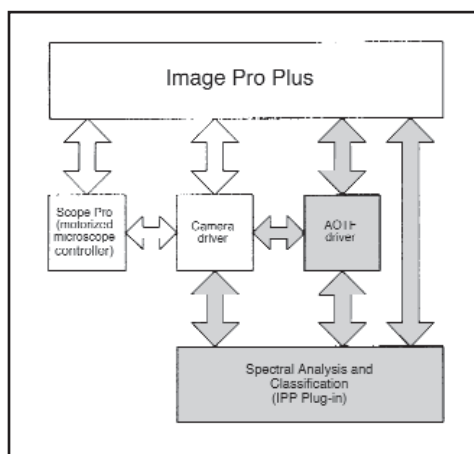 Image Pro Plus
Scope Pro
(motorized
microscope
controller)
Camera
driver
AOTF
driver
Spectral Analysis and
Classification
(IPP Plug-in)